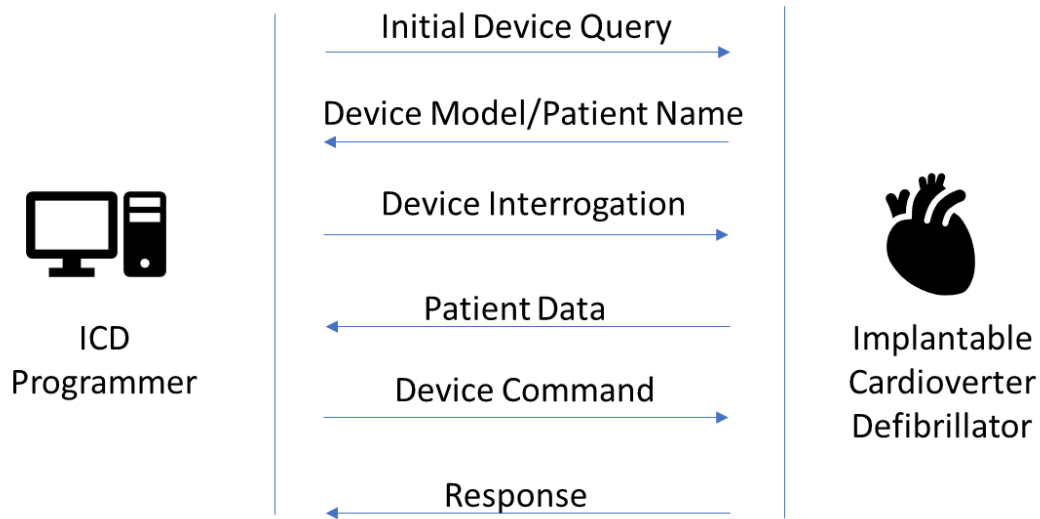 Initial Device Query
Device Model/Patient Name
Device Interrogation
Patient Data
Device Command
Response
ICD
Programmer
Implantable
Cardioverter
Defibrillator